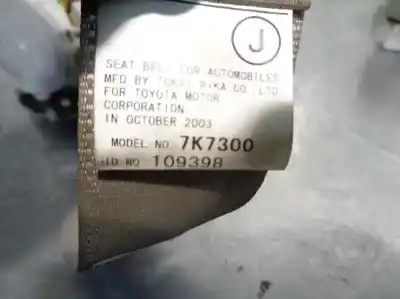 J
SEAT BELT FOR AUTOMOBILES
MFD BY TOKAI RIKA CO., LTD
FOR TOYOTA MOTOR
CORPORATION
IN OCTOBER 2003
MODEL NO. 7K7300
ID NO 109398